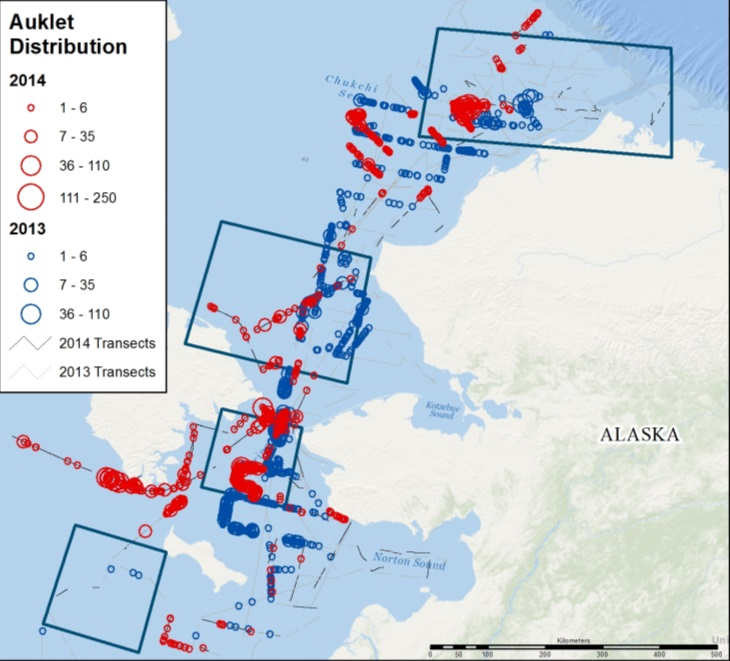 Auklet
Distribution
2014
1 - 6
7 - 35
36 - 110
111 - 250
2013
1 - 6
7 - 35
36 - 110
2014 Transects
2013 Transects
Chukchi
Kotzebue
Sound
ALASKA
Norton Sound
Kilometers
0 50 100 200 300 400 500